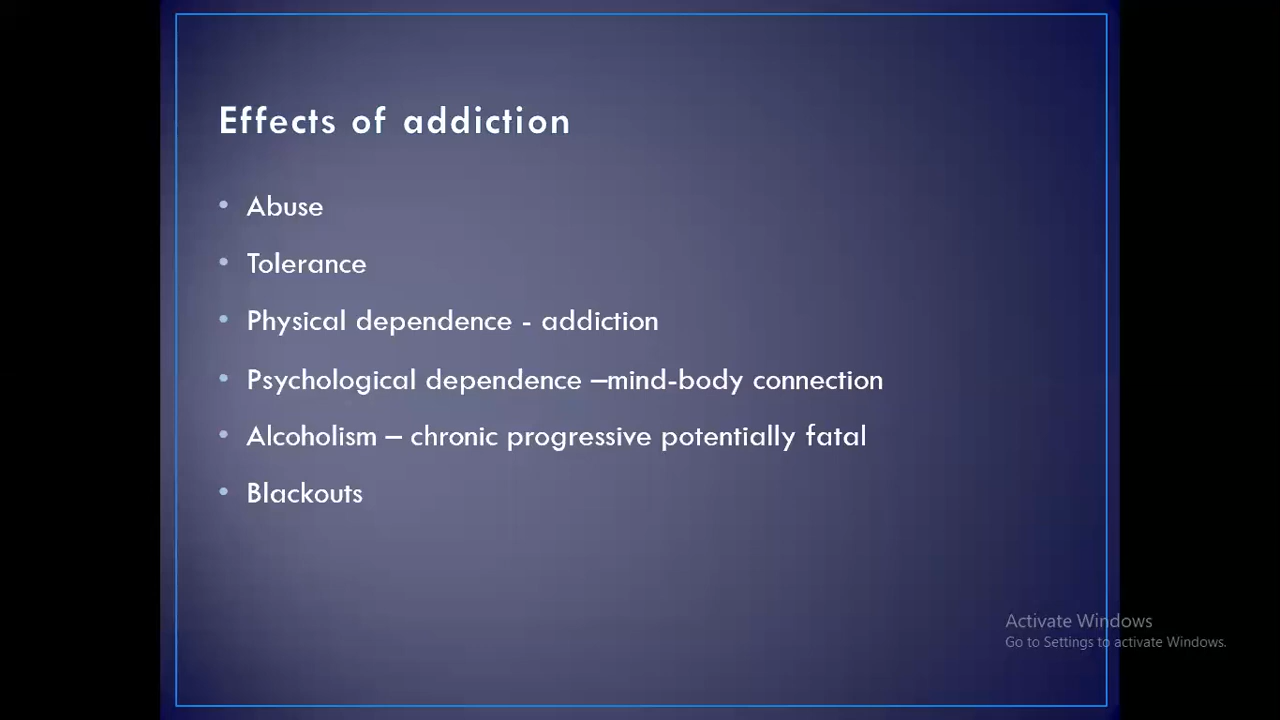 Effects of addiction
• Abuse
• Tolerance
• Physical dependence - addiction
• Psychological dependence –mind-body connection
• Alcoholism – chronic progressive potentially fatal
• Blackouts
Activate Windows
Go to Settings to activate Windows.